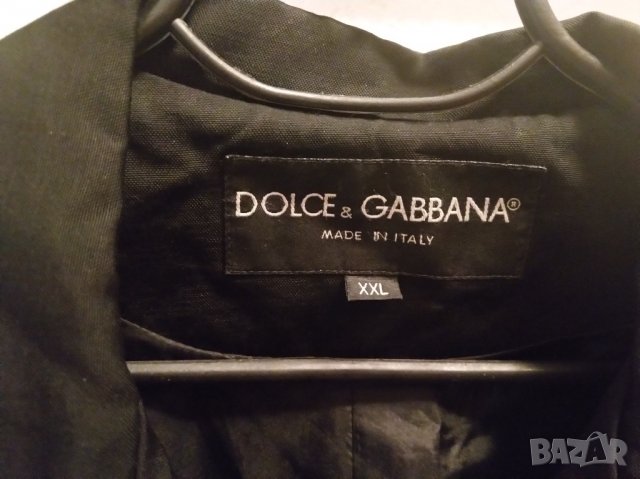 DOLCE & GABBANA®
MADE IN ITALY
XXL
BAZAR